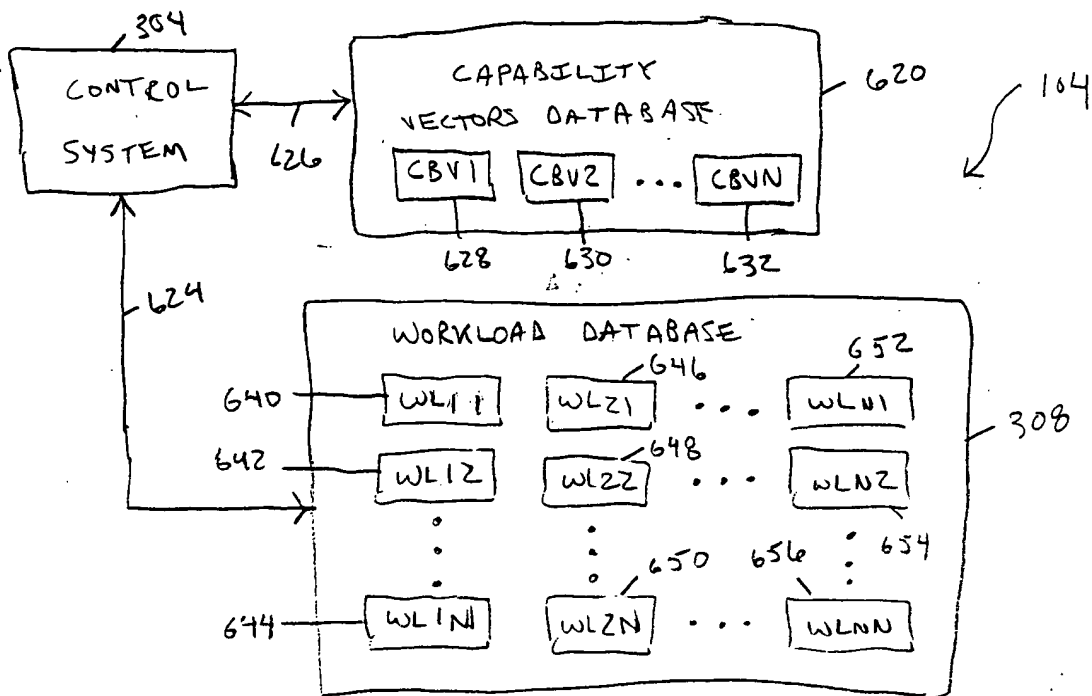 304
CONTROL
SYSTEM
626
CAPABILITY
VECTORS DATABASE
CBV1 CBV2 ... CBVN
620
104
628 630 632
624
WORKLOAD DATABASE
640 WL11 646 WL21 ... 652 WLN1
308
642 WL12 648 WL22 ... WLN2
654
644 WL1N 650 WL2N ... 656 WLNN